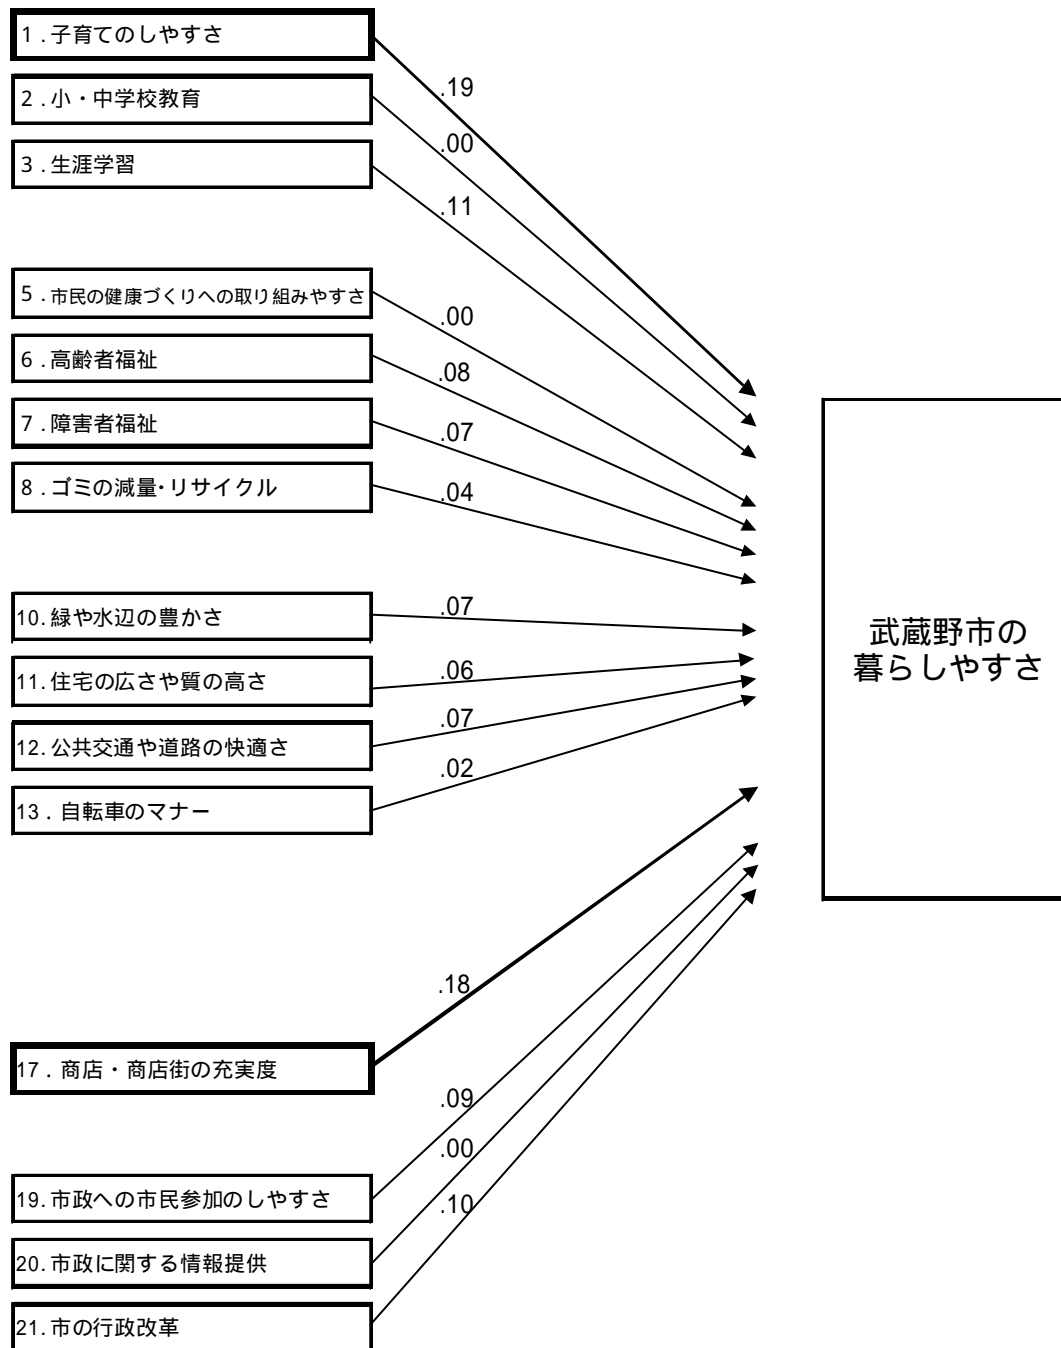 1．子育てのしやすさ
.19
2．小・中学校教育
.00
3．生涯学習
.11
5．市民の健康づくりへの取り組みやすさ
.00
6．高齢者福祉
.08
7．障害者福祉
.07
8．ゴミの減量・リサイクル
.04
10.緑や水辺の豊かさ
.07
11.住宅の広さや質の高さ
.06
12.公共交通や道路の快適さ
.07
13．自転車のマナー
.02
武蔵野市の
暮らしやすさ
17．商店・商店街の充実度
.18
19.市政への市民参加のしやすさ
.09
20.市政に関する情報提供
.00
21.市の行政改革
.10